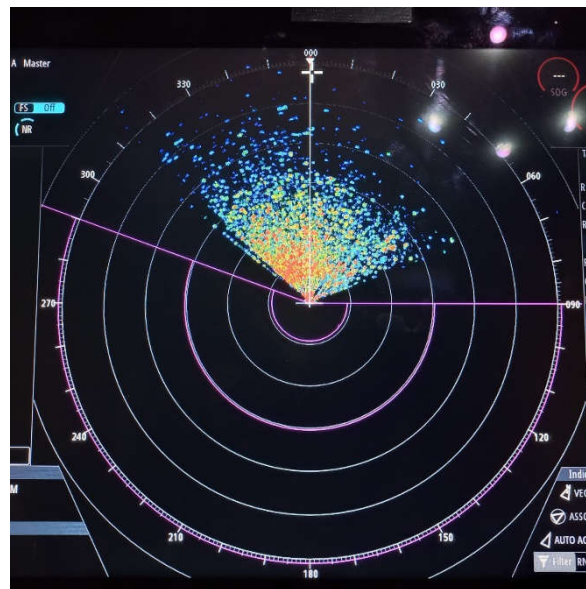 000
A Master
330
030
---
SOG
FS Off
NR
300
060
270
090
240
120
M
210
150
180
Indi
VEC
ASSO
AUTO AC
Filter RN